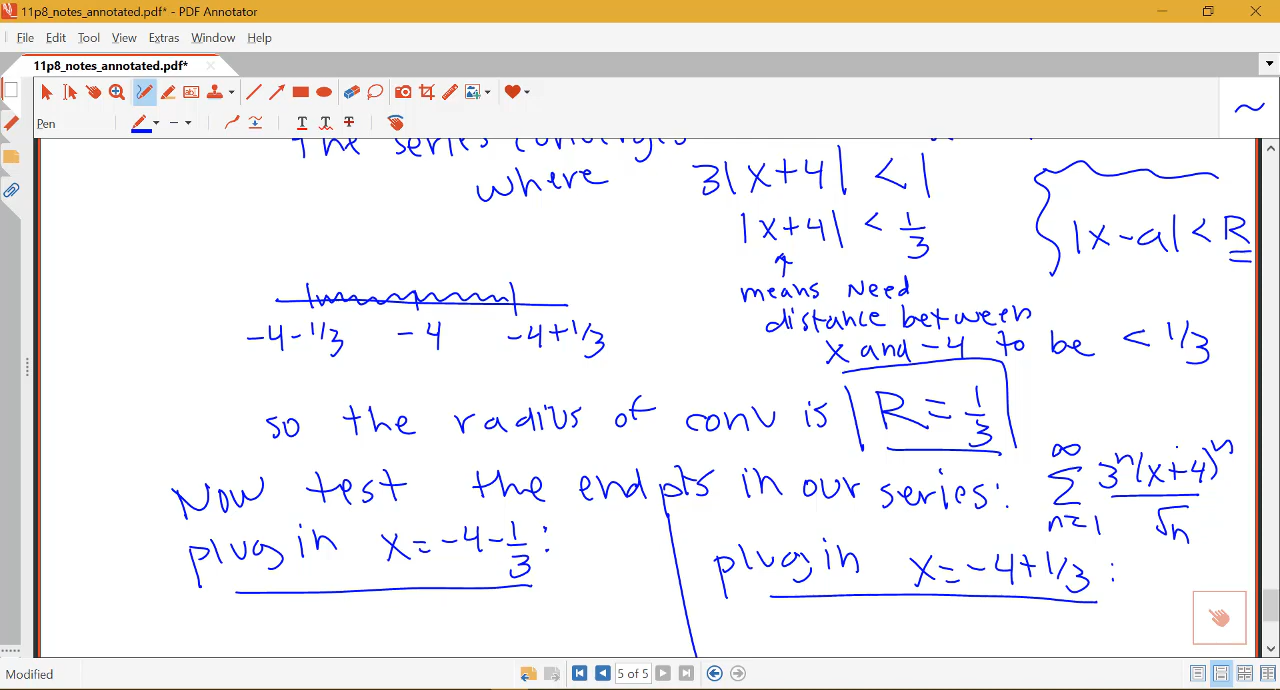 11p8_notes_annotated.pdf* - PDF Annotator
File Edit Tool View Extras Window Help
11p8_notes_annotated.pdf*
Pen
The series converges
where 3|x+4| < 1
|x+4| < 1/3
|x-a| < R
means need
distance between
x and -4 to be < 1/3
-4-1/3 -4 -4+1/3
so the radius of conv is R = 1/3
Now test the endpts in our series: ∞ Σ n=1 3^n(x+4)^n / √n
plug in x = -4 - 1/3 :
plug in x = -4 + 1/3 :
Modified
5 of 5